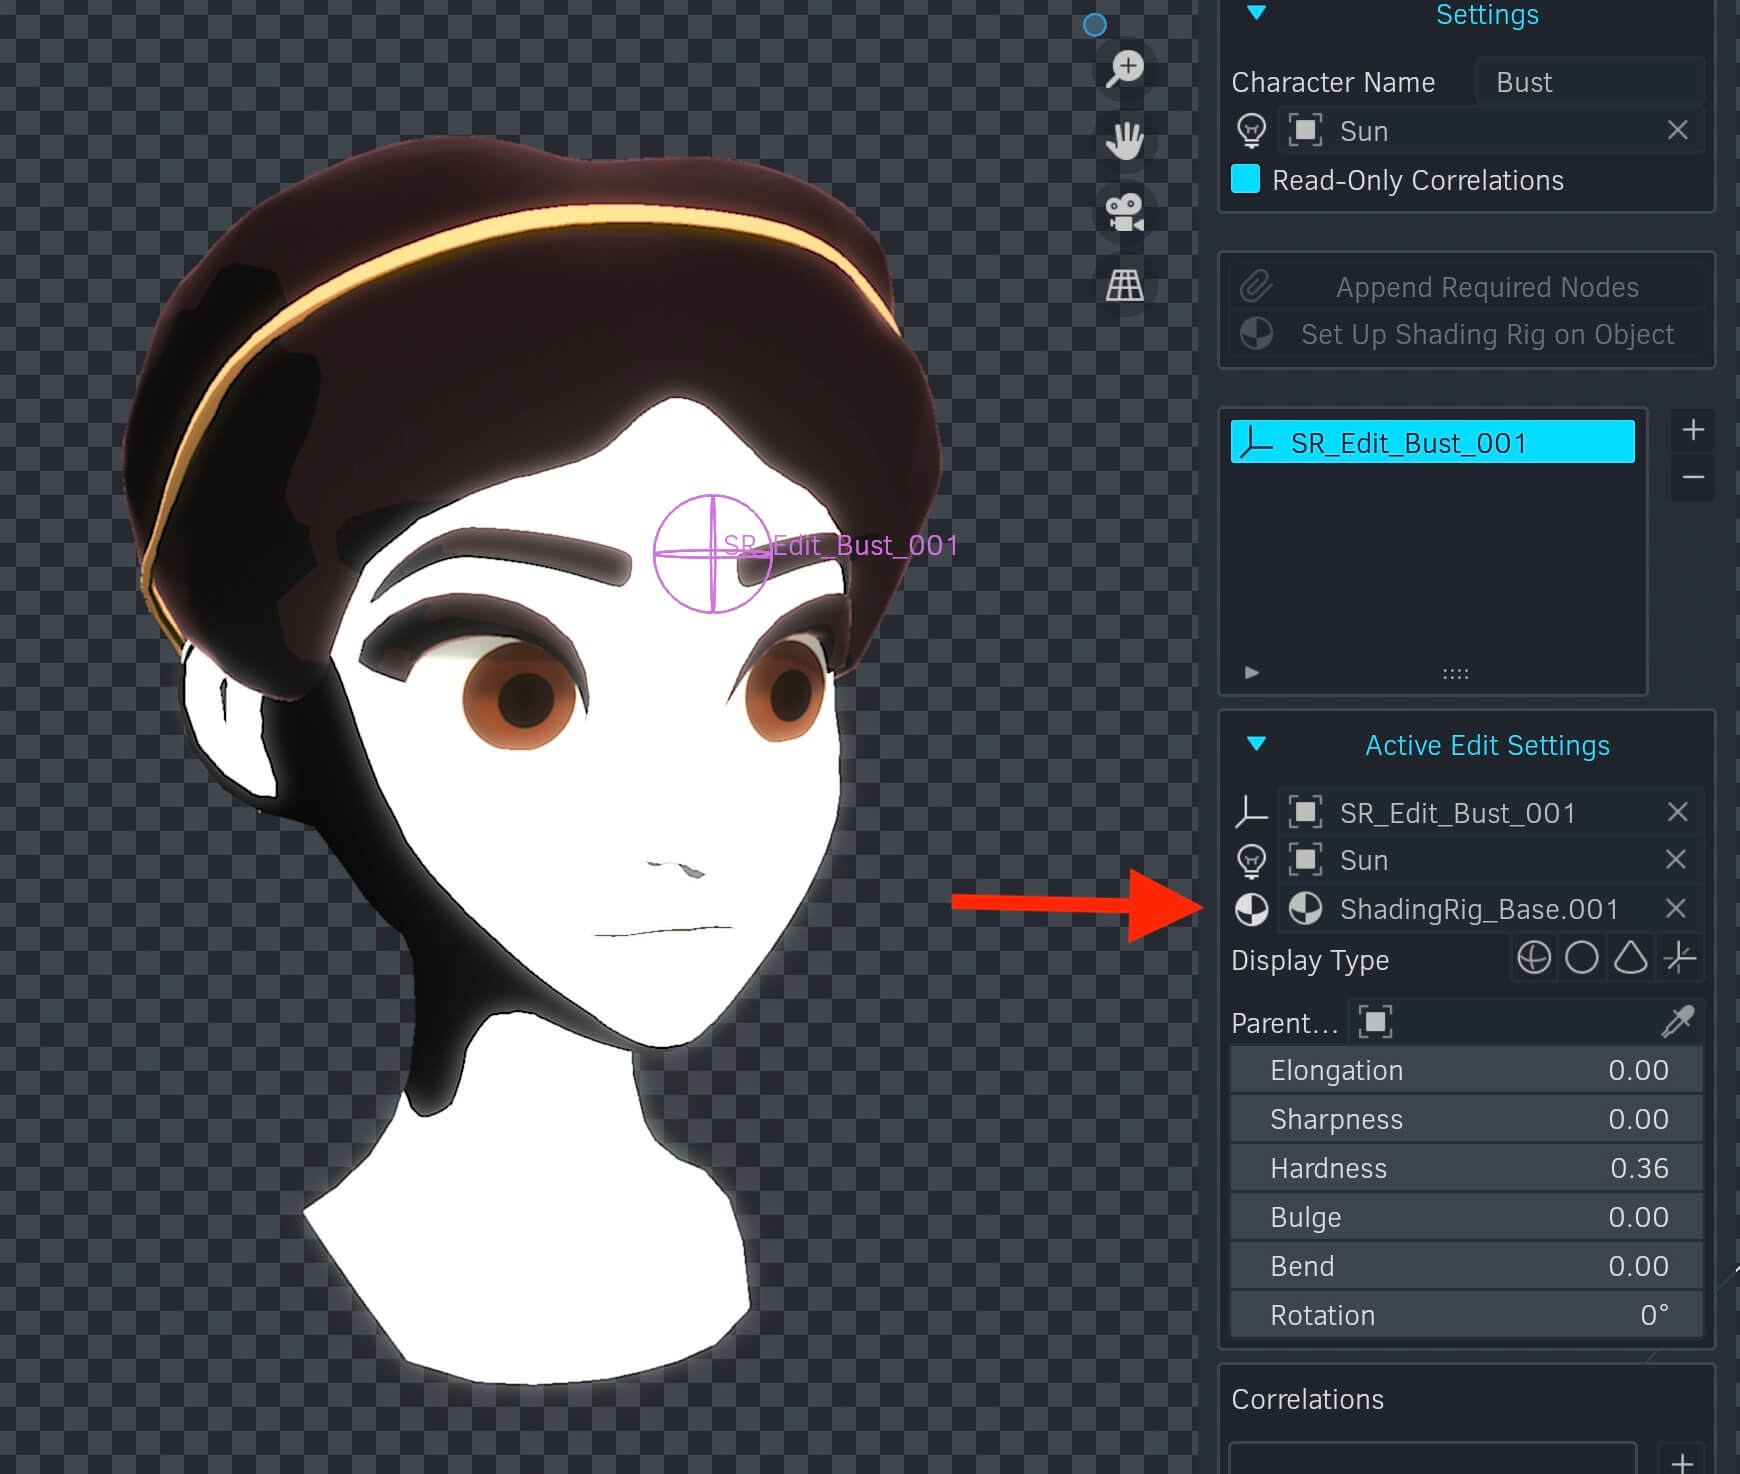 Settings
Character Name Bust
Sun
Read-Only Correlations
Append Required Nodes
Set Up Shading Rig on Object
SR_Edit_Bust_001
SR_Edit_Bust_001
Active Edit Settings
SR_Edit_Bust_001
Sun
ShadingRig_Base.001
Display Type
Parent...
Elongation 0.00
Sharpness 0.00
Hardness 0.36
Bulge 0.00
Bend 0.00
Rotation 0°
Correlations